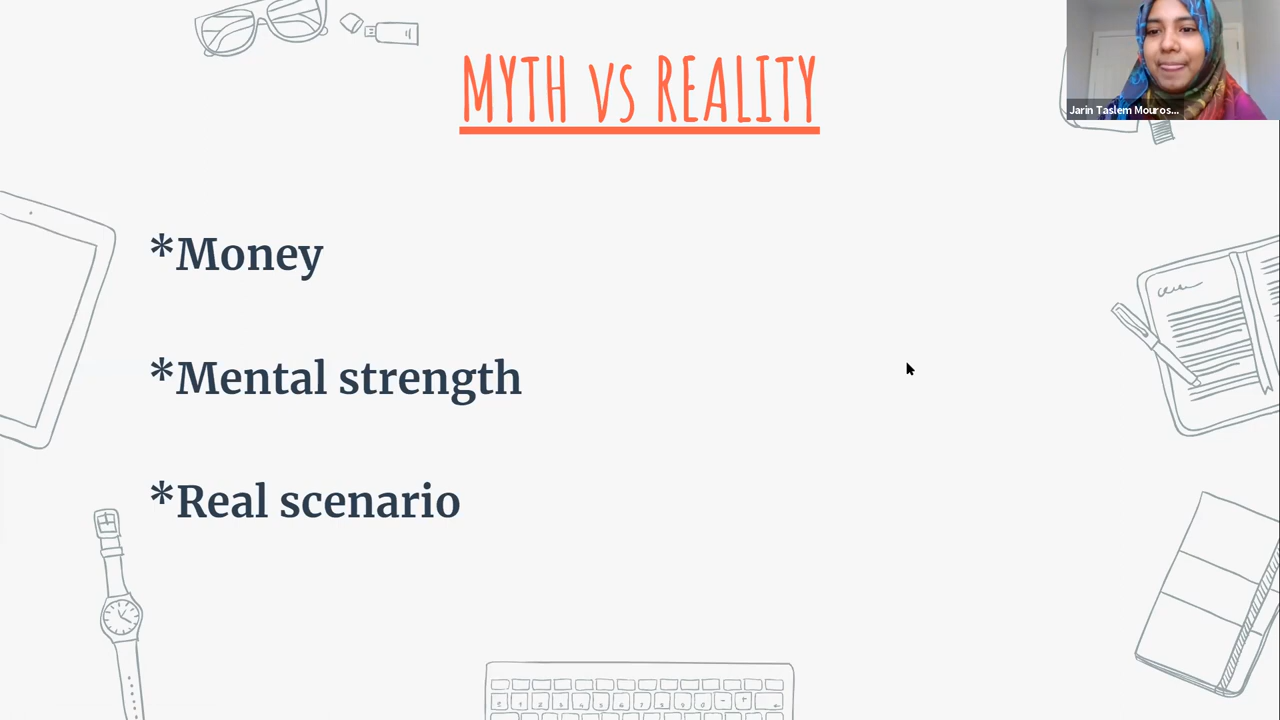 MYTH vs REALITY
Jarin Taslem Mouros...
*Money
*Mental strength
*Real scenario